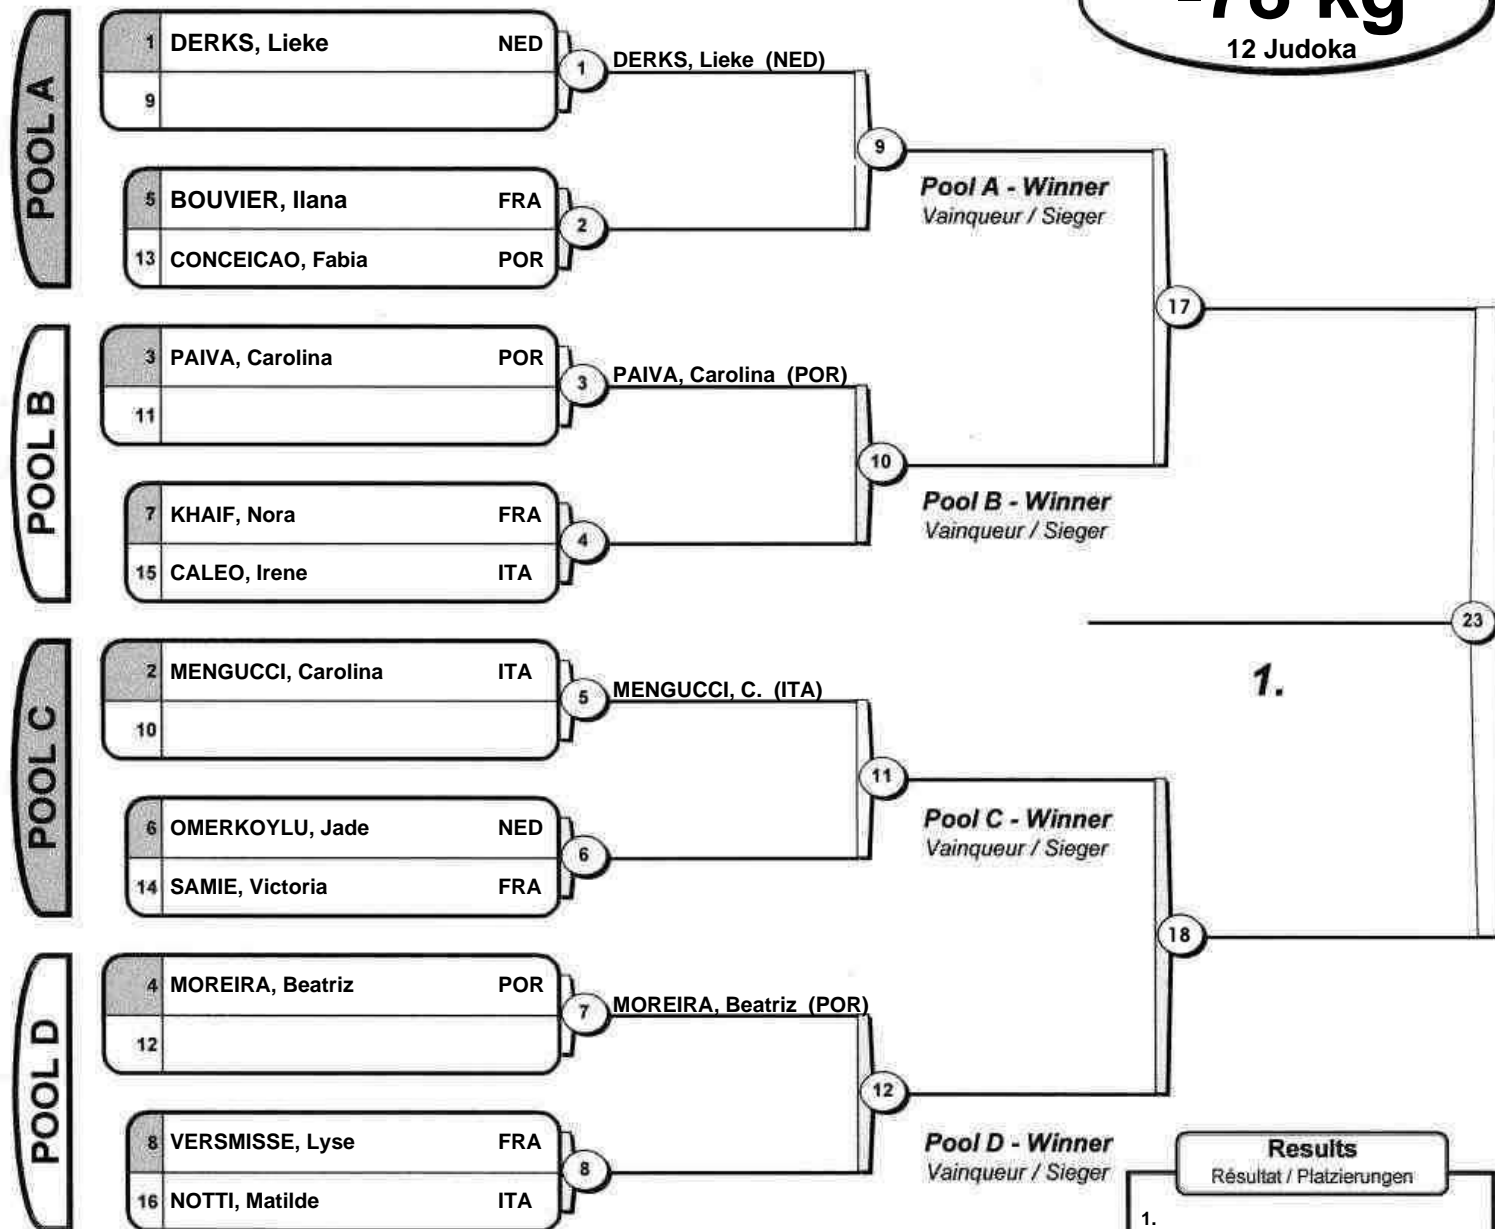 -78 kg
12 Judoka
POOL A
1 DERKS, Lieke NED
9
1
DERKS, Lieke (NED)
5 BOUVIER, Ilana FRA
13 CONCEICAO, Fabia POR
2
9
Pool A - Winner
Vainqueur / Sieger
17
POOL B
3 PAIVA, Carolina POR
11
3
PAIVA, Carolina (POR)
7 KHAIF, Nora FRA
15 CALEO, Irene ITA
4
10
Pool B - Winner
Vainqueur / Sieger
23
1.
POOL C
2 MENGUCCI, Carolina ITA
10
5
MENGUCCI, C. (ITA)
6 OMERKOYLU, Jade NED
14 SAMIE, Victoria FRA
6
11
Pool C - Winner
Vainqueur / Sieger
18
POOL D
4 MOREIRA, Beatriz POR
12
7
MOREIRA, Beatriz (POR)
8 VERSMISSE, Lyse FRA
16 NOTTI, Matilde ITA
8
12
Pool D - Winner
Vainqueur / Sieger
Results
Résultat / Platzierungen
1.